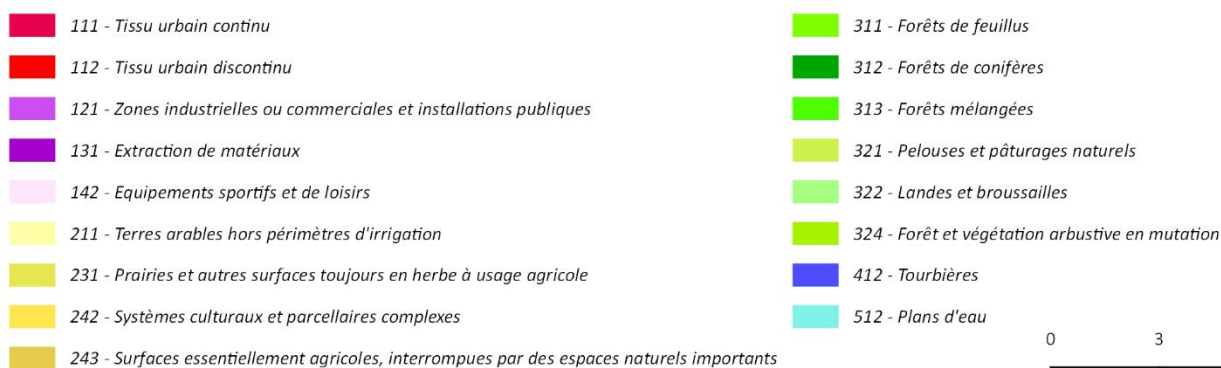 111 - Tissu urbain continu
112 - Tissu urbain discontinu
121 - Zones industrielles ou commerciales et installations publiques
131 - Extraction de matériaux
142 - Equipements sportifs et de loisirs
211 - Terres arables hors périmètres d'irrigation
231 - Prairies et autres surfaces toujours en herbe à usage agricole
242 - Systèmes culturaux et parcellaires complexes
243 - Surfaces essentiellement agricoles, interrompues par des espaces naturels importants
311 - Forêts de feuillus
312 - Forêts de conifères
313 - Forêts mélangées
321 - Pelouses et pâturages naturels
322 - Landes et broussailles
324 - Forêt et végétation arbustive en mutation
412 - Tourbières
512 - Plans d'eau
0 3